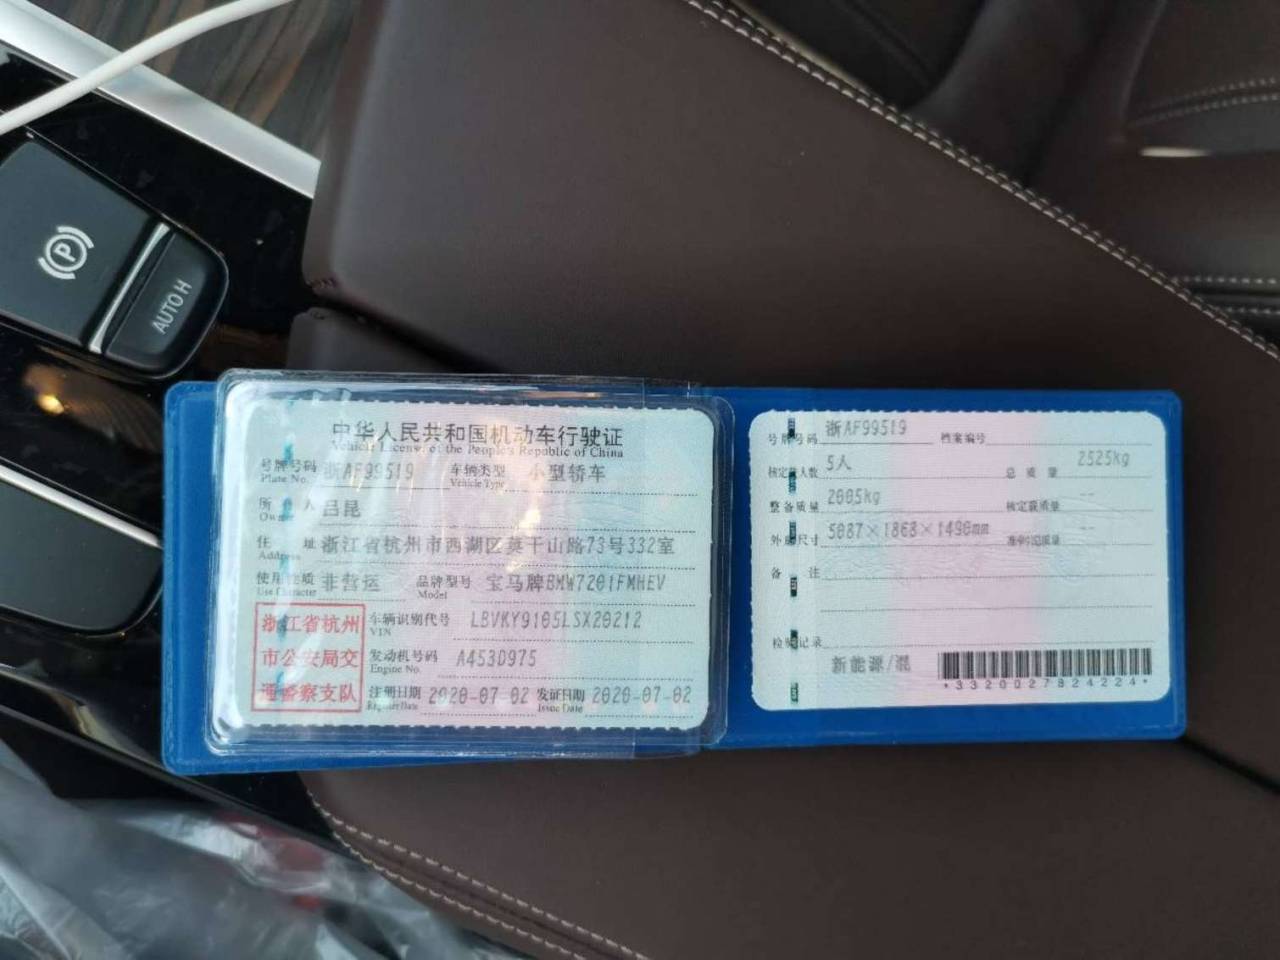 P
AUTO H
中华人民共和国机动车行驶证
Vehicle License of the People's Republic of China
号牌号码 浙AF99519 车辆类型 小型轿车
Plate No. Vehicle Type
所 人 吕昆
Owner
住 址 浙江省杭州市西湖区莫干山路73号332室
Address
使用性质 非营运 品牌型号 宝马牌BMW7201FMHEV
Use Character Model
浙江省杭州
市公安局交
通警察支队
车辆识别代号 LBVKY9105LSX20212
VIN
发动机号码 A453D975
Engine No.
注册日期 2020-07-02 发证日期 2020-07-02
Register Date Issue Date
号牌号码 浙AF99519 档案编号
核定载人数 5人 总质量 2525kg
整备质量 2005kg 核定载质量 --
外廓尺寸 5087×1868×1490mm 准牵引总质量 --
备 注
检验记录
新能源/混
*3320027824224*